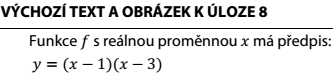 VÝCHOZÍ TEXT A OBRÁZEK K ÚLOZE 8
Funkce f s reálnou proměnnou x má předpis:
y = (x − 1)(x − 3)